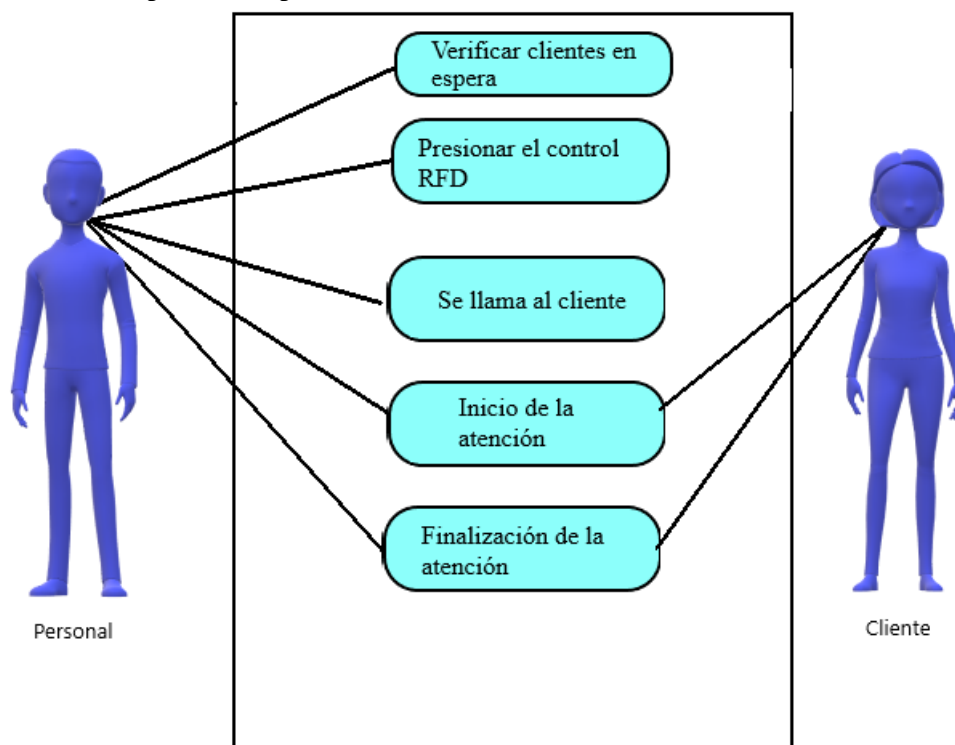 Verificar clientes en
espera
Presionar el control
RFD
Se llama al cliente
Inicio de la
atención
Finalización de la
atención
Personal
Cliente